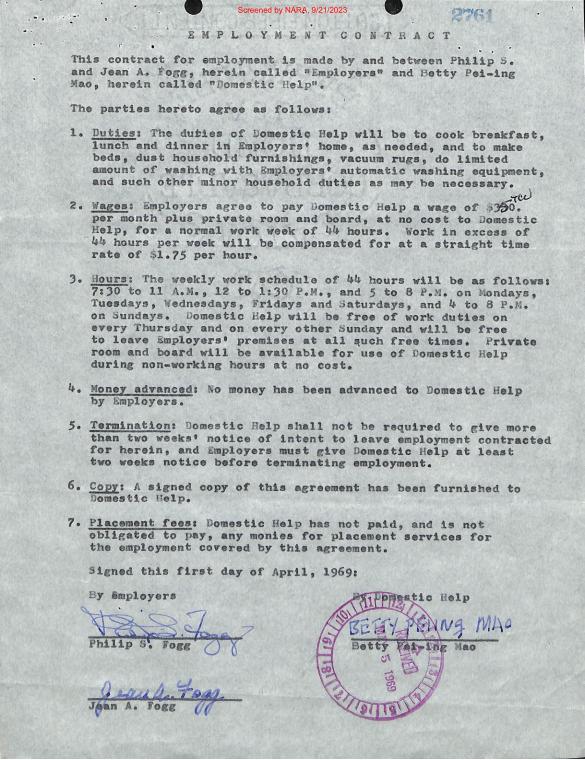 Screened by NARA, 9/21/2023
2761
EMPLOYMENT CONTRACT
This contract for employment is made by and between Philip S.
and Jean A. Fogg, herein called "Employers" and Betty Pei-ing
Mao, herein called "Domestic Help".
The parties hereto agree as follows:
1. Duties: The duties of Domestic Help will be to cook breakfast,
lunch and dinner in Employers' home, as needed, and to make
beds, dust household furnishings, vacuum rugs, do limited
amount of washing with Employers' automatic washing equipment,
and such other minor household duties as may be necessary.
2. Wages: Employers agree to pay Domestic Help a wage of
per month plus private room and board, at no cost to Domestic
Help, for a normal work week of 44 hours. Work in excess of
44 hours per week will be compensated for at a straight time
rate of $1.75 per hour.
3. Hours: The weekly work schedule of 44 hours will be as follows:
7:30 to 11 A.M., 12 to 1:30 P.M., and 5 to 8 P.M. on Mondays,
Tuesdays, Wednesdays, Fridays and Saturdays, and 4 to 8 P.M.
on Sundays. Domestic Help will be free of work duties on
every Thursday and on every other Sunday and will be free
to leave Employers' premises at all such free times. Private
room and board will be available for use of Domestic Help
during non-working hours at no cost.
4. Money advanced: No money has been advanced to Domestic Help
by Employers.
5. Termination: Domestic Help shall not be required to give more
than two weeks' notice of intent to leave employment contracted
for herein, and Employers must give Domestic Help at least
two weeks notice before terminating employment.
6. Copy: A signed copy of this agreement has been furnished to
Domestic Help.
7. Placement fees: Domestic Help has not paid, and is not
obligated to pay, any monies for placement services for
the employment covered by this agreement.
Signed this first day of April, 1969:
By Employers
By Domestic Help
Philip S. Fogg
BETTY PEIING MAO
Philip S. Fogg
Betty Pei-ing Mao
RECEIVED
5 1969
Jean A. Fogg
Jean A. Fogg